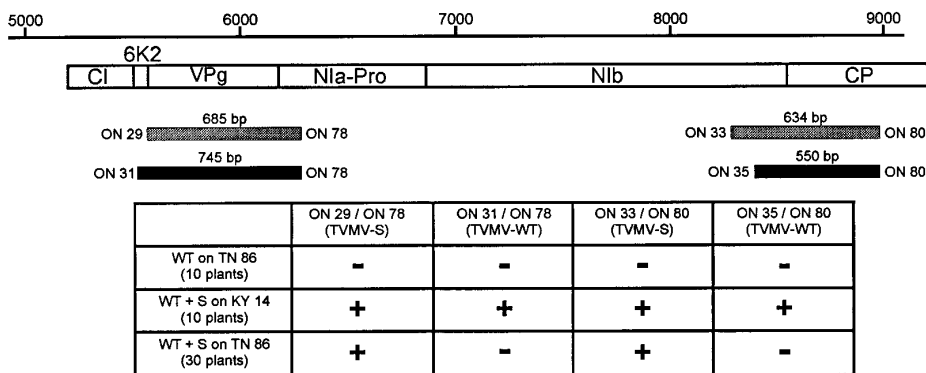 5000 6000 7000 8000 9000
6K2
CI VPg NIa-Pro NIb CP
685 bp 634 bp
ON 29 ON 78 ON 33 ON 80
745 bp 550 bp
ON 31 ON 78 ON 35 ON 80
ON 29 / ON 78 ON 31 / ON 78 ON 33 / ON 80 ON 35 / ON 80
(TVMV-S) (TVMV-WT) (TVMV-S) (TVMV-WT)
WT on TN 86
(10 plants) - - - -
WT + S on KY 14
(10 plants) + + + +
WT + S on TN 86
(30 plants) + - + -